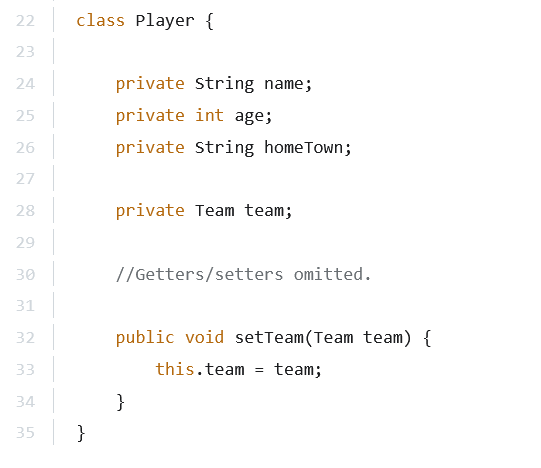 22 class Player {
23
24 private String name;
25 private int age;
26 private String homeTown;
27
28 private Team team;
29
30 //Getters/setters omitted.
31
32 public void setTeam(Team team) {
33 this.team = team;
34 }
35 }